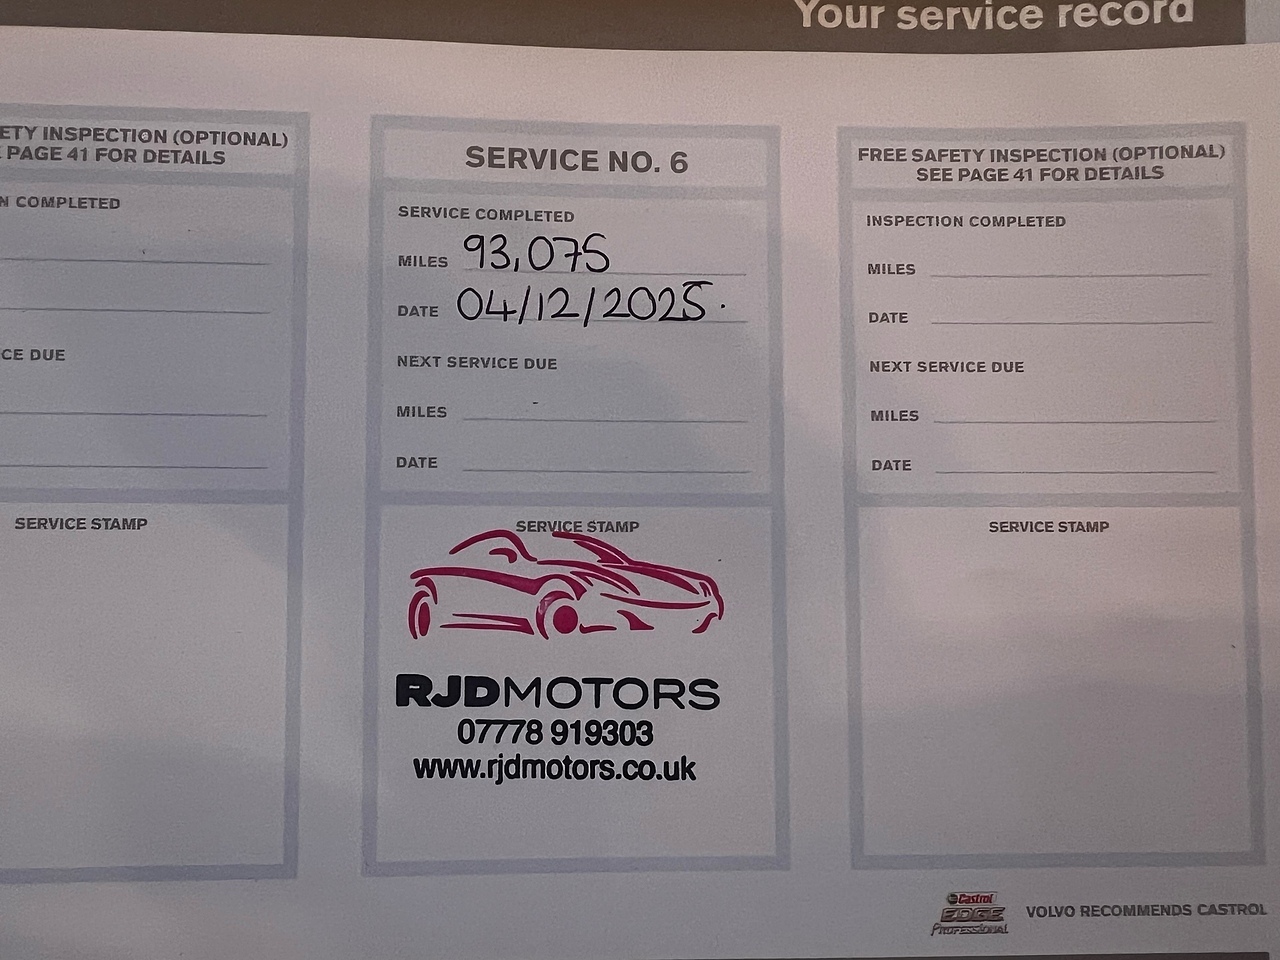 Your service record
ETY INSPECTION (OPTIONAL)
PAGE 41 FOR DETAILS
N COMPLETED
CE DUE
SERVICE STAMP
SERVICE NO. 6
SERVICE COMPLETED
MILES 93,075
DATE 04/12/2025.
NEXT SERVICE DUE
MILES
DATE
SERVICE STAMP
RJDMOTORS
07778 919303
www.rjdmotors.co.uk
FREE SAFETY INSPECTION (OPTIONAL)
SEE PAGE 41 FOR DETAILS
INSPECTION COMPLETED
MILES
DATE
NEXT SERVICE DUE
MILES
DATE
SERVICE STAMP
Castrol
EDGE
PROFESSIONAL
VOLVO RECOMMENDS CASTROL